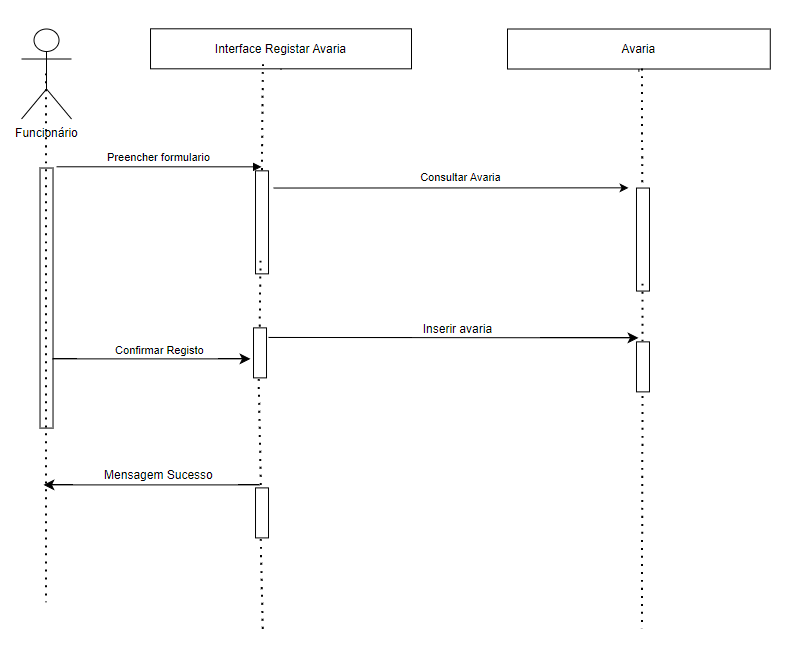 Interface Registar Avaria
Avaria
Funcionário
Preencher formulario
Consultar Avaria
Inserir avaria
Confirmar Registo
Mensagem Sucesso